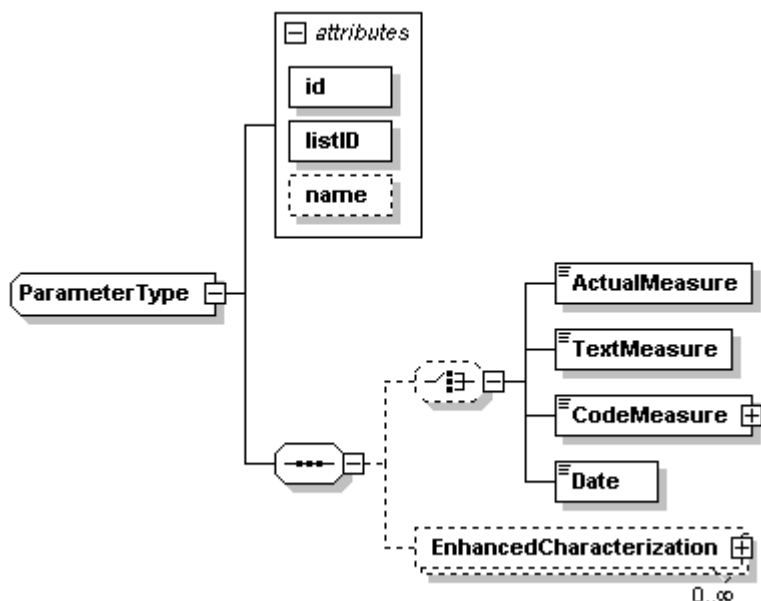 attributes
id
listID
name
ParameterType
ActualMeasure
TextMeasure
CodeMeasure
Date
EnhancedCharacterization
0..∞